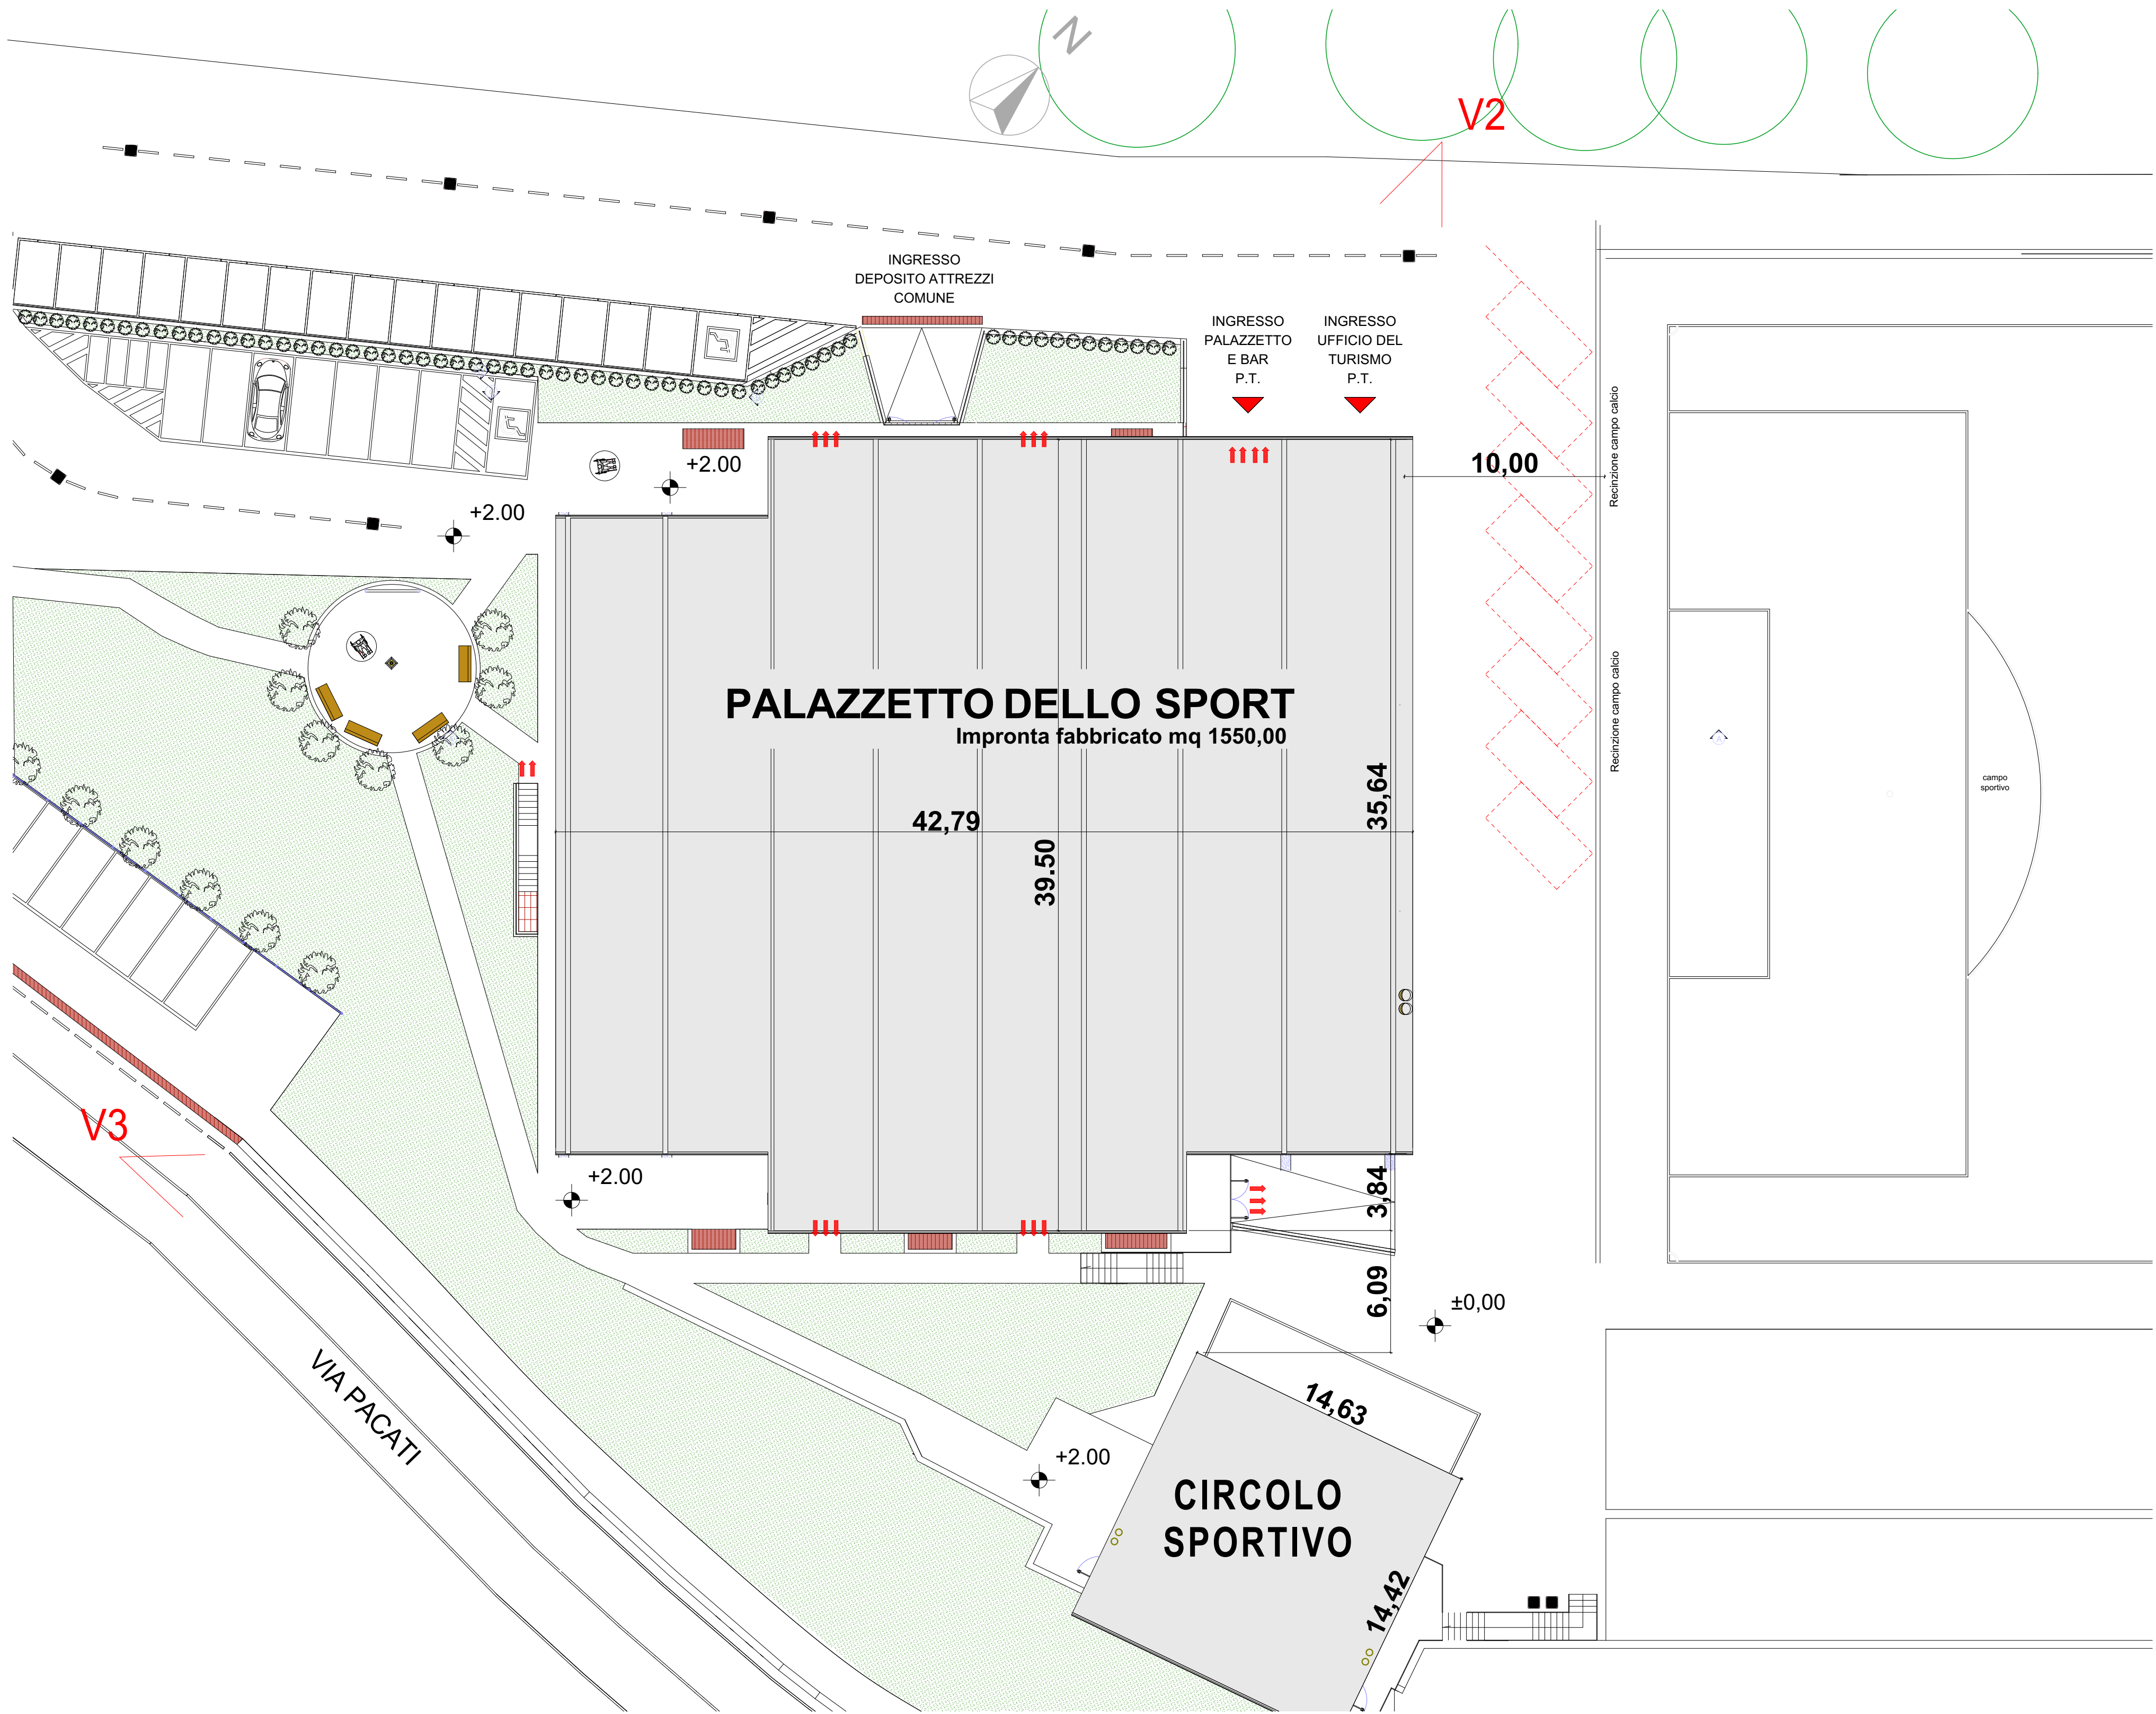 N
V2
INGRESSO
DEPOSITO ATTREZZI
COMUNE
INGRESSO
PALAZZETTO
E BAR
P.T.
INGRESSO
UFFICIO DEL
TURISMO
P.T.
Recinzione campo calcio
10,00
+2.00
+2.00
Recinzione campo calcio
PALAZZETTO DELLO SPORT
Impronta fabbricato mq 1550,00
campo
sportivo
35,64
42,79
39.50
V3
+2.00
3,84
6,09
±0,00
VIA PACATI
14,63
+2.00
CIRCOLO
SPORTIVO
14,42